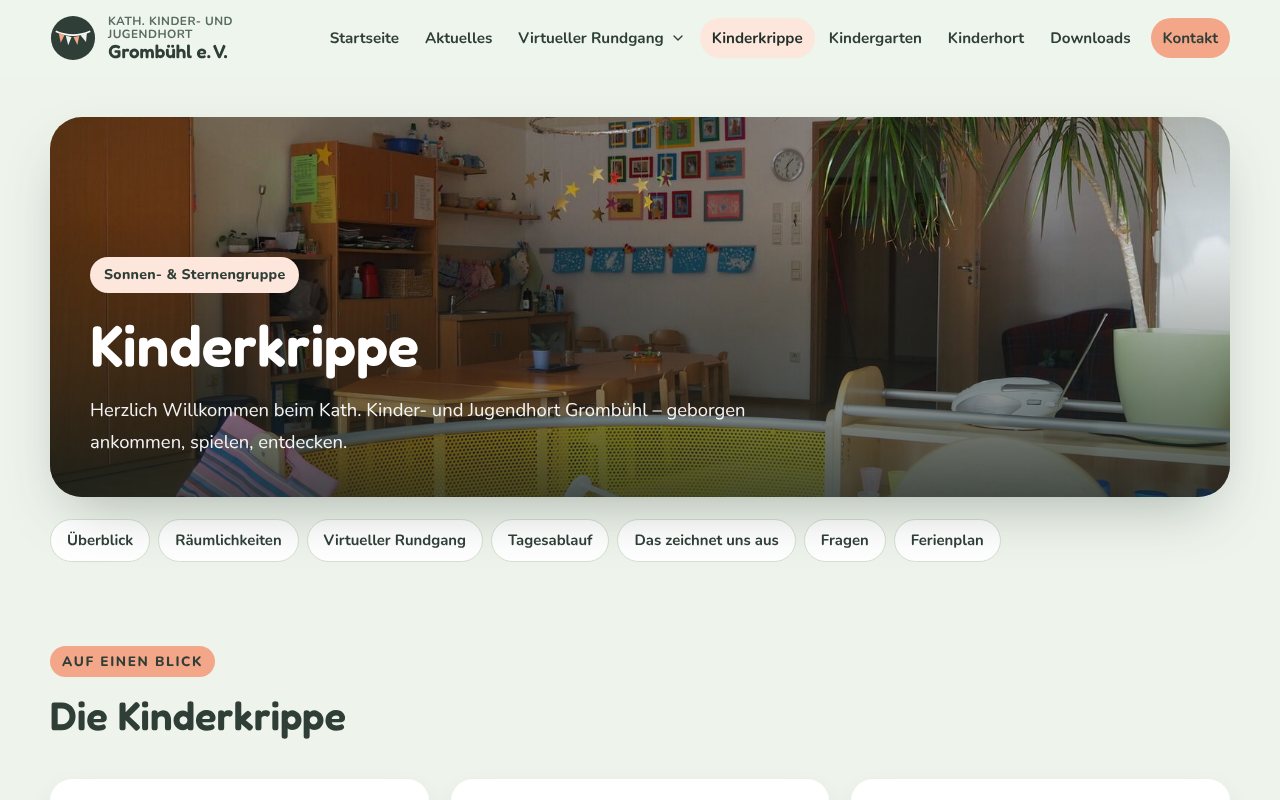 KATH. KINDER- UND
JUGENDHORT
Grombühl e. V.
Startseite
Aktuelles
Virtueller Rundgang
Kinderkrippe
Kindergarten
Kinderhort
Downloads
Kontakt
Sonnen- & Sternengruppe
Kinderkrippe
Herzlich Willkommen beim Kath. Kinder- und Jugendhort Grombühl – geborgen
ankommen, spielen, entdecken.
Überblick
Räumlichkeiten
Virtueller Rundgang
Tagesablauf
Das zeichnet uns aus
Fragen
Ferienplan
AUF EINEN BLICK
Die Kinderkrippe